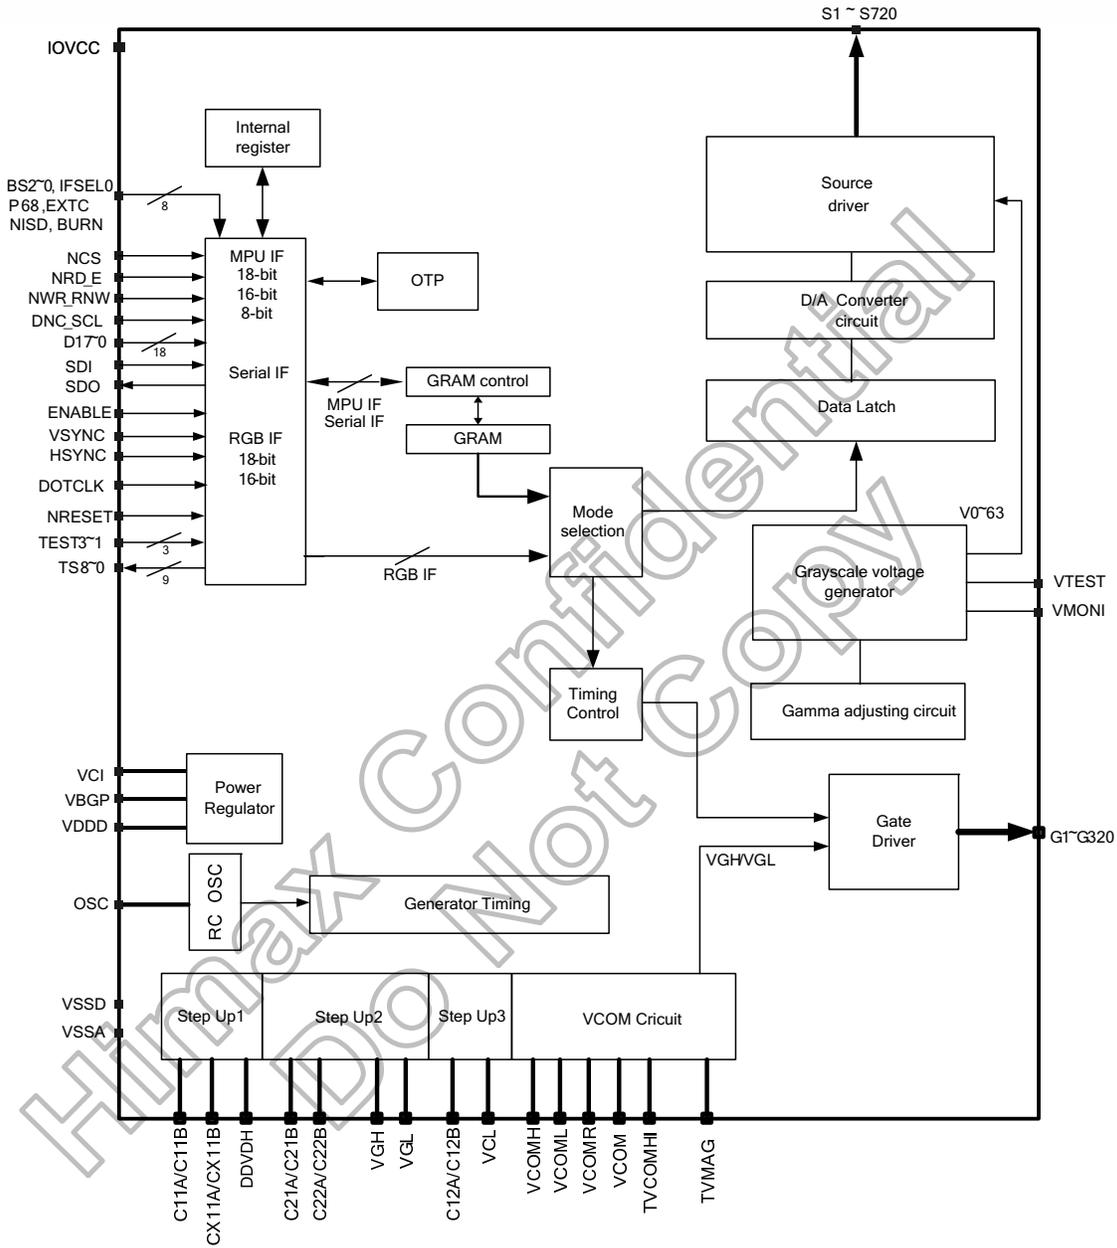 S1 ~ S720
IOVCC
Internal
register
BS2~0, IFSEL0
P68 ,EXTC
NISD, BURN
8
Source
driver
NCS
NRD_E
NWR_RNW
DNC_SCL
D17~0
18
SDI
SDO
ENABLE
VSYNC
HSYNC
DOTCLK
NRESET
TEST3~1
3
TS8~0
9
MPU IF
18-bit
16-bit
8-bit
Serial IF
RGB IF
18-bit
16-bit
OTP
D/A Converter
circuit
GRAM control
MPU IF
Serial IF
GRAM
Data Latch
Mode
selection
RGB IF
V0~63
Grayscale voltage
generator
VTEST
VMONI
Timing
Control
Gamma adjusting circuit
VCI
VBGP
VDDD
Power
Regulator
Gate
Driver
G1~G320
VGH/VGL
OSC
RC OSC
Generator Timing
VSSD
VSSA
Step Up1
Step Up2
Step Up3
VCOM Cricuit
C11A/C11B
CX11A/CX11B
DDVDH
C21A/C21B
C22A/C22B
VGH
VGL
C12A/C12B
VCL
VCOMH
VCOML
VCOMR
VCOM
TVCOMHI
TVMAG
Himax Confidential
Do Not Copy